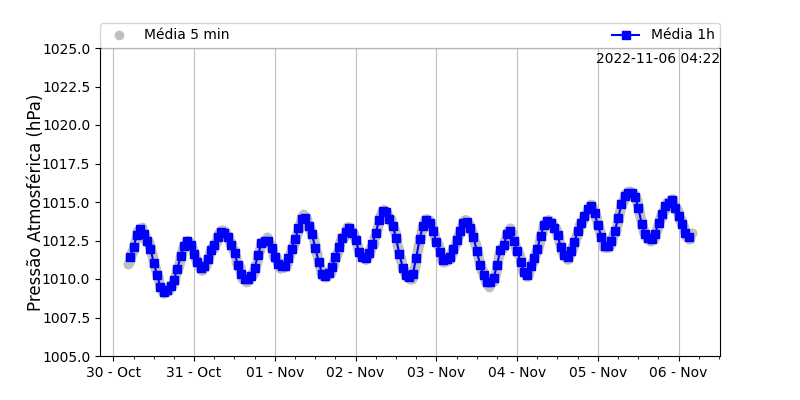 Média 5 min
Média 1h
2022-11-06 04:22
Pressão Atmosférica (hPa)
1025.0
1022.5
1020.0
1017.5
1015.0
1012.5
1010.0
1007.5
1005.0
30 - Oct
31 - Oct
01 - Nov
02 - Nov
03 - Nov
04 - Nov
05 - Nov
06 - Nov